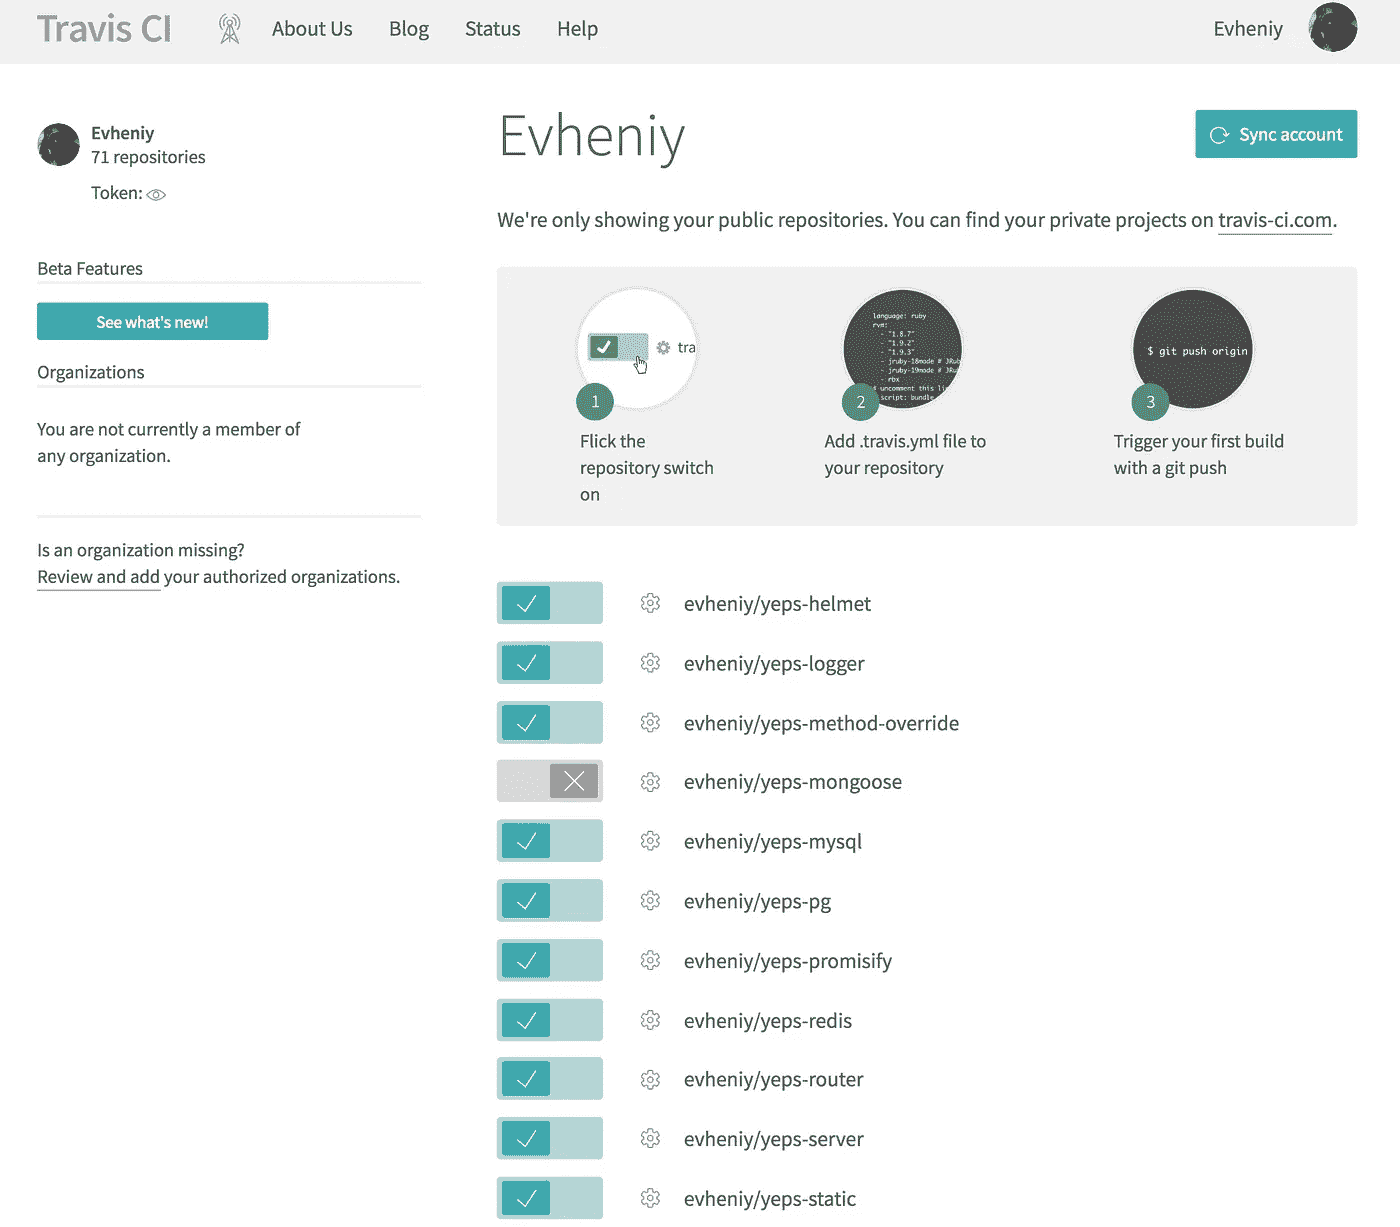 Travis CI
About Us
Blog
Status
Help
Evheniy
Evheniy
71 repositories
Token:
Beta Features
See what's new!
Organizations
You are not currently a member of
any organization.
Is an organization missing?
Review and add your authorized organizations.
Evheniy
Sync account
We're only showing your public repositories. You can find your private projects on travis-ci.com.
tra
1
Flick the
repository switch
on
language: ruby
rvm:
- "1.8.7"
- "1.9.2"
- "1.9.3"
- jruby-18mode # JRub
- jruby-19mode # JRub
- rbx
# uncomment this li
script: bundle
2
Add .travis.yml file to
your repository
$ git push origin
3
Trigger your first build
with a git push
evheniy/yeps-helmet
evheniy/yeps-logger
evheniy/yeps-method-override
evheniy/yeps-mongoose
evheniy/yeps-mysql
evheniy/yeps-pg
evheniy/yeps-promisify
evheniy/yeps-redis
evheniy/yeps-router
evheniy/yeps-server
evheniy/yeps-static